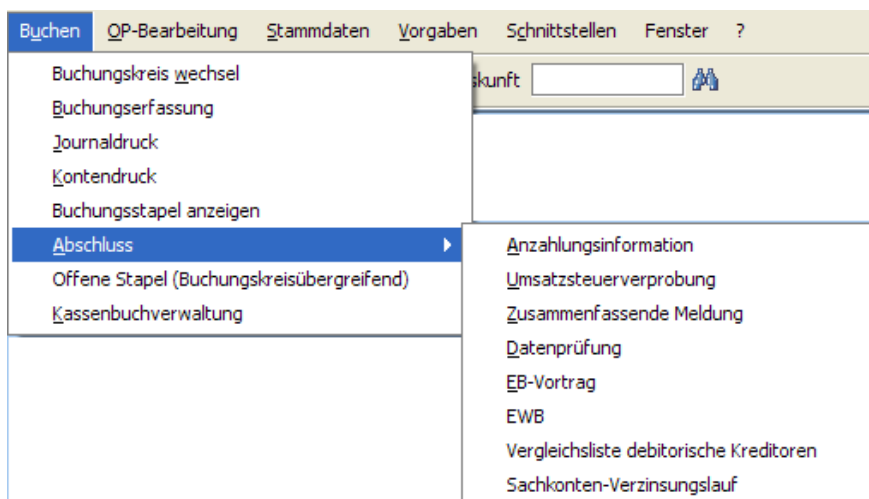 Buchen OP-Bearbeitung Stammdaten Vorgaben Schnittstellen Fenster ?
Buchungskreis wechsel
skunft
Buchungserfassung
Journaldruck
Kontendruck
Buchungsstapel anzeigen
Abschluss
Offene Stapel (Buchungskreisübergreifend)
Kassenbuchverwaltung
Anzahlungsinformation
Umsatzsteuerverprobung
Zusammenfassende Meldung
Datenprüfung
EB-Vortrag
EWB
Vergleichsliste debitorische Kreditoren
Sachkonten-Verzinsungslauf